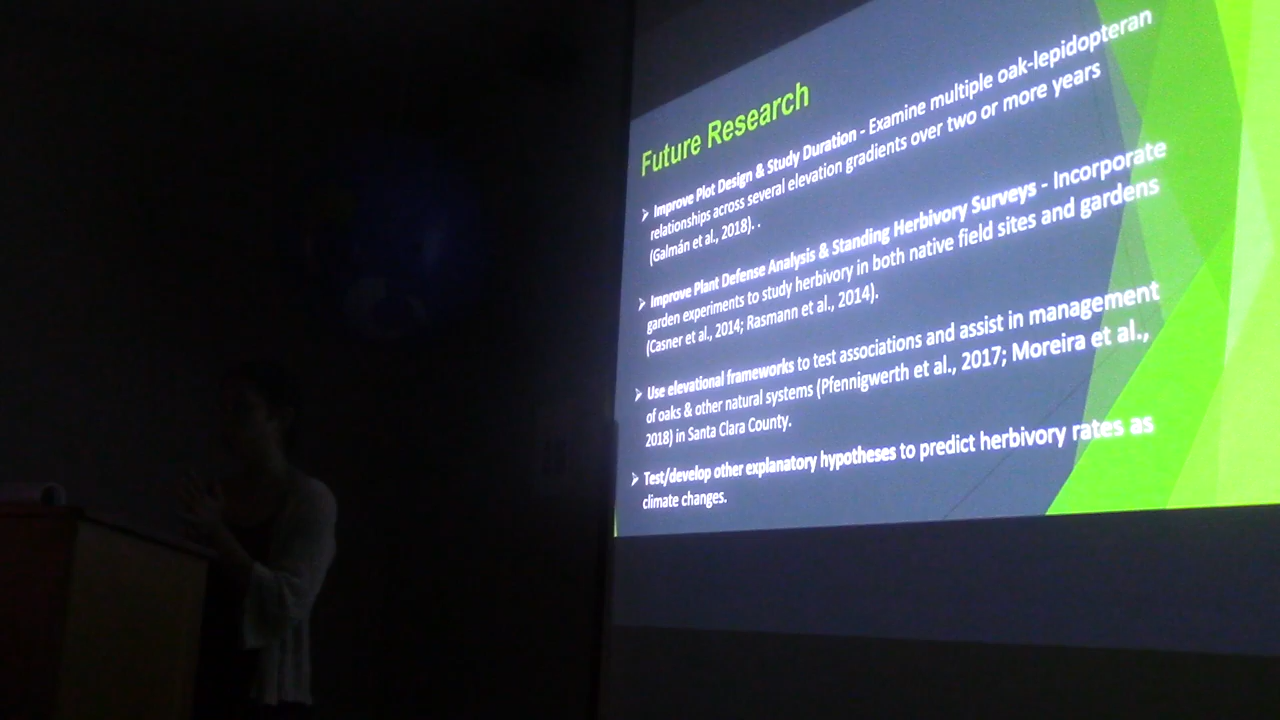 Future Research
➤ Improve Plot Design & Study Duration - Examine multiple oak-lepidopteran
relationships across several elevation gradients over two or more years
(Galmán et al., 2018). .
➤ Improve Plant Defense Analysis & Standing Herbivory Surveys - Incorporate
garden experiments to study herbivory in both native field sites and gardens
(Casner et al., 2014; Rasmann et al., 2014).
➤ Use elevational frameworks to test associations and assist in management
of oaks & other natural systems (Pfennigwerth et al., 2017; Moreira et al.,
2018) in Santa Clara County.
➤ Test/develop other explanatory hypotheses to predict herbivory rates as
climate changes.